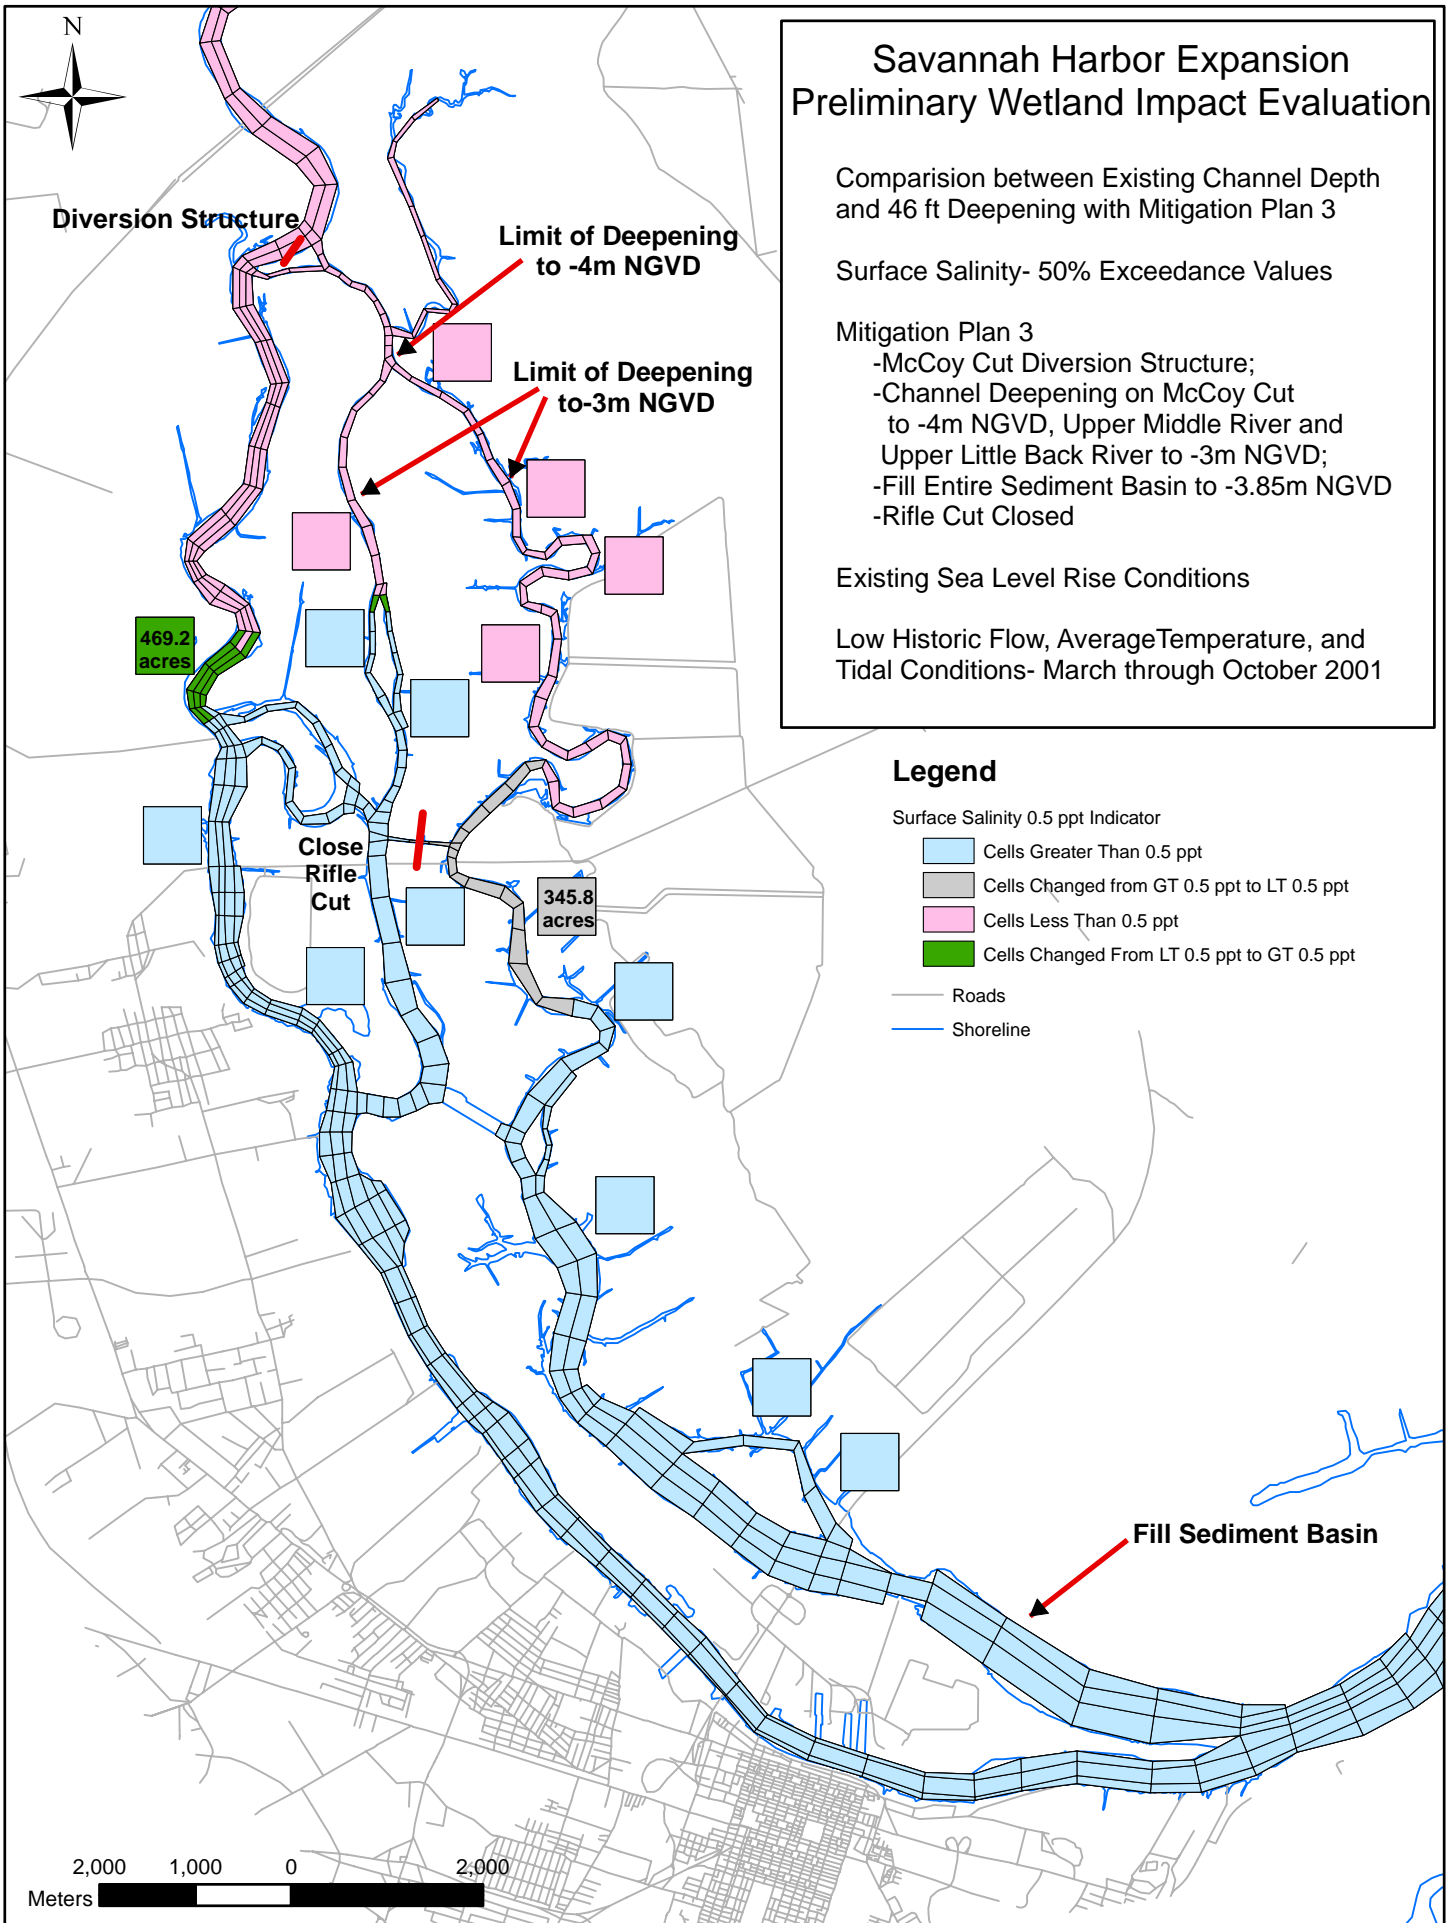 N
Savannah Harbor Expansion
Preliminary Wetland Impact Evaluation
Comparision between Existing Channel Depth
and 46 ft Deepening with Mitigation Plan 3
Surface Salinity- 50% Exceedance Values
Mitigation Plan 3
-McCoy Cut Diversion Structure;
-Channel Deepening on McCoy Cut
to -4m NGVD, Upper Middle River and
Upper Little Back River to -3m NGVD;
-Fill Entire Sediment Basin to -3.85m NGVD
-Rifle Cut Closed
Existing Sea Level Rise Conditions
Low Historic Flow, AverageTemperature, and
Tidal Conditions- March through October 2001
Diversion Structure
Limit of Deepening
to -4m NGVD
Limit of Deepening
to-3m NGVD
469.2
acres
Close
Rifle
Cut
345.8
acres
Legend
Surface Salinity 0.5 ppt Indicator
Cells Greater Than 0.5 ppt
Cells Changed from GT 0.5 ppt to LT 0.5 ppt
Cells Less Than 0.5 ppt
Cells Changed From LT 0.5 ppt to GT 0.5 ppt
Roads
Shoreline
Fill Sediment Basin
2,000 1,000 0 2,000
Meters